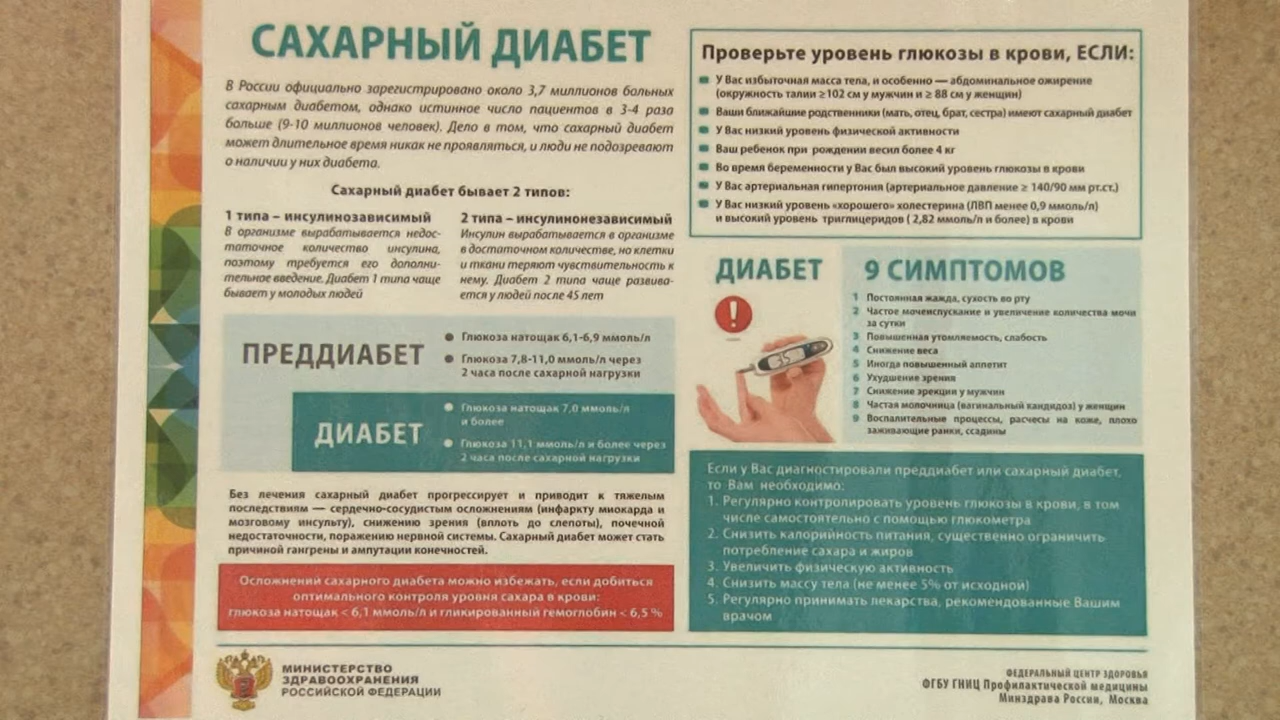 САХАРНЫЙ ДИАБЕТ
В России официально зарегистрировано около 3,7 миллионов больных
сахарным диабетом, однако истинное число пациентов в 3-4 раза
больше (9-10 миллионов человек). Дело в том, что сахарный диабет
может длительное время никак не проявляться, и люди не подозревают
о наличии у них диабета.
Сахарный диабет бывает 2 типов:
1 типа – инсулинозависимый
В организме вырабатывается недос-
таточное количество инсулина,
поэтому требуется его дополни-
тельное введение. Диабет 1 типа чаще
бывает у молодых людей
2 типа – инсулинонезависимый
Инсулин вырабатывается в организме
в достаточном количестве, но клетки
и ткани теряют чувствительность к
нему. Диабет 2 типа чаще развива-
ется у людей после 45 лет
ПРЕДДИАБЕТ
Глюкоза натощак 6,1-6,9 ммоль/л
Глюкоза 7,8-11,0 ммоль/л через
2 часа после сахарной нагрузки
ДИАБЕТ
Глюкоза натощак 7,0 ммоль/л
и более
Глюкоза 11,1 ммоль/л и более через
2 часа после сахарной нагрузки
Без лечения сахарный диабет прогрессирует и приводит к тяжелым
последствиям — сердечно-сосудистым осложнениям (инфаркту миокарда и
мозговому инсульту), снижению зрения (вплоть до слепоты), почечной
недостаточности, поражению нервной системы. Сахарный диабет может стать
причиной гангрены и ампутации конечностей.
Осложнений сахарного диабета можно избежать, если добиться
оптимального контроля уровня сахара в крови:
глюкоза натощак < 6,1 ммоль/л и гликированный гемоглобин < 6,5 %
Проверьте уровень глюкозы в крови, ЕСЛИ:
У Вас избыточная масса тела, и особенно — абдоминальное ожирение
(окружность талии ≥102 см у мужчин и ≥ 88 см у женщин)
Ваши ближайшие родственники (мать, отец, брат, сестра) имеют сахарный диабет
У Вас низкий уровень физической активности
Ваш ребенок при рождении весил более 4 кг
Во время беременности у Вас был высокий уровень глюкозы в крови
У Вас артериальная гипертония (артериальное давление ≥ 140/90 мм рт.ст.)
У Вас низкий уровень «хорошего» холестерина (ЛВП менее 0,9 ммоль/л)
и высокий уровень триглицеридов ( 2,82 ммоль/л и более) в крови
ДИАБЕТ
9 СИМПТОМОВ
1 Постоянная жажда, сухость во рту
2 Частое мочеиспускание и увеличение количества мочи
за сутки
3 Повышенная утомляемость, слабость
4 Снижение веса
5 Иногда повышенный аппетит
6 Ухудшение зрения
7 Снижение эрекции у мужчин
8 Частая молочница (вагинальный кандидоз) у женщин
9 Воспалительные процессы, расчесы на коже, плохо
заживающие ранки, ссадины
Если у Вас диагностировали преддиабет или сахарный диабет,
то Вам необходимо:
1. Регулярно контролировать уровень глюкозы в крови, в том
числе самостоятельно с помощью глюкометра
2. Снизить калорийность питания, существенно ограничить
потребление сахара и жиров
3. Увеличить физическую активность
4. Снизить массу тела (не менее 5% от исходной)
5. Регулярно принимать лекарства, рекомендованные Вашим
врачом
МИНИСТЕРСТВО
ЗДРАВООХРАНЕНИЯ
РОССИЙСКОЙ ФЕДЕРАЦИИ
ФЕДЕРАЛЬНЫЙ ЦЕНТР ЗДОРОВЬЯ
ФГБУ ГНИЦ Профилактической медицины
Минздрава России, Москва